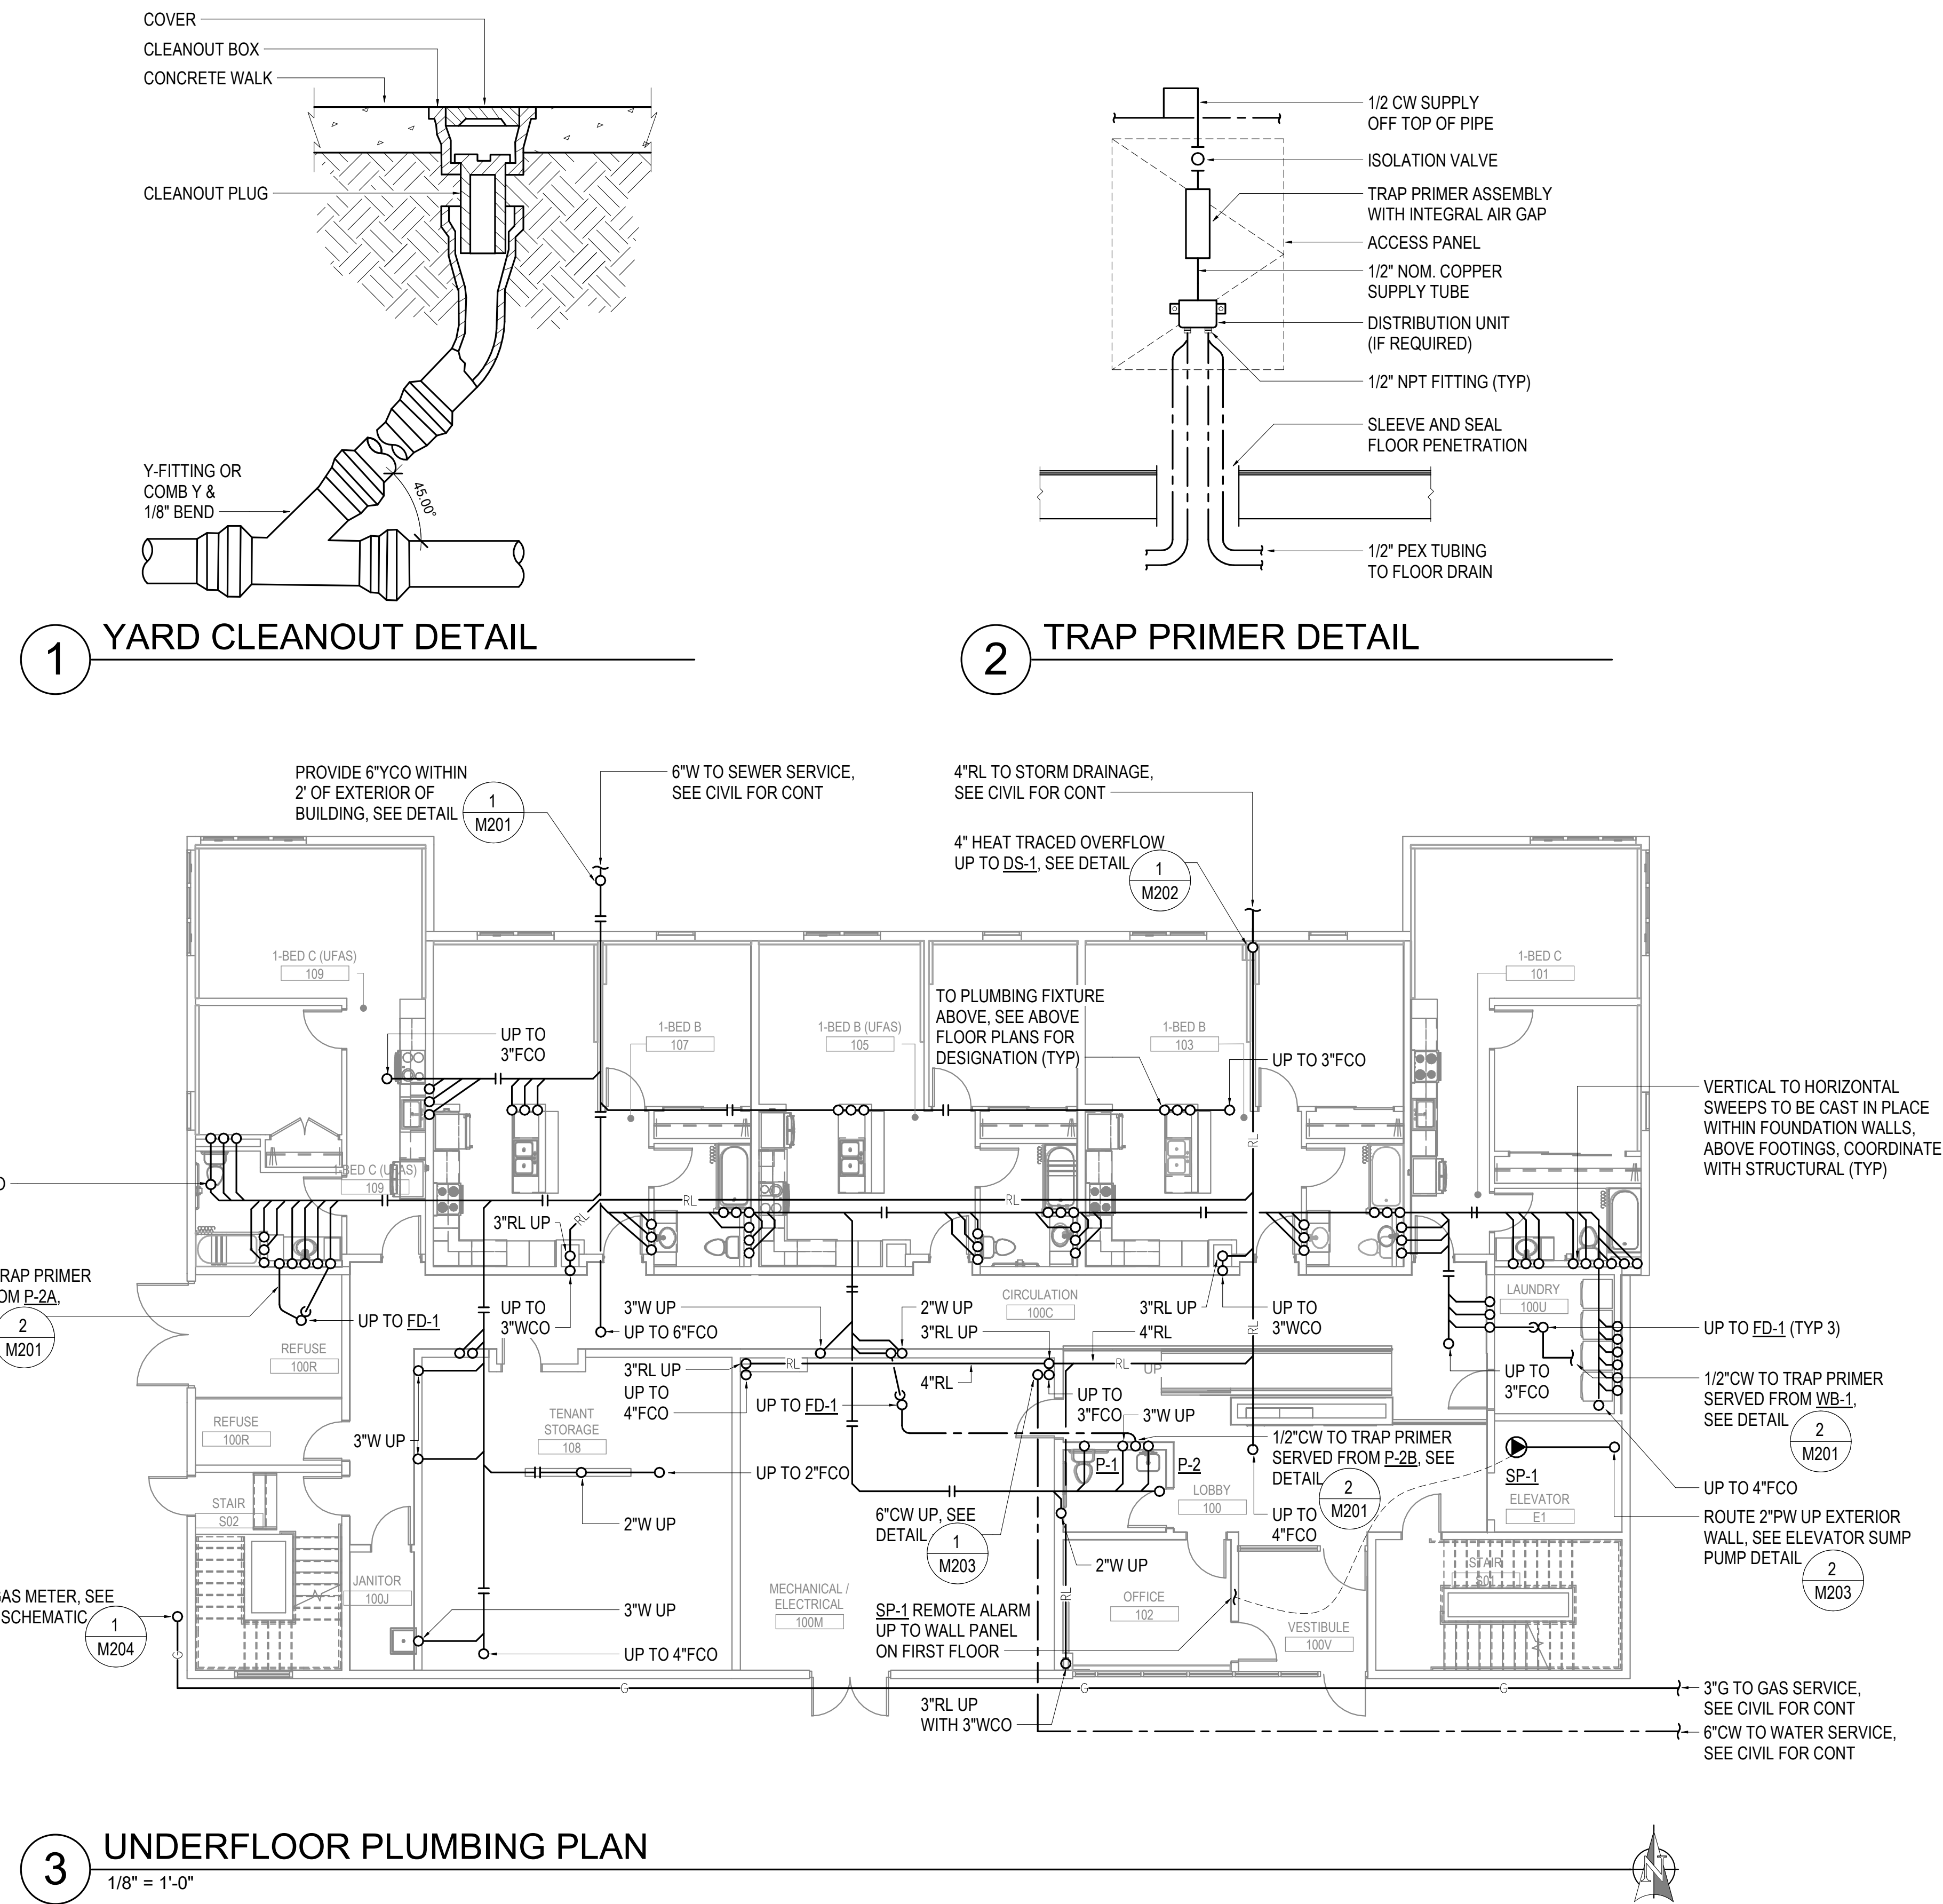 COVER
CLEANOUT BOX
CONCRETE WALK
CLEANOUT PLUG
Y-FITTING OR
COMB Y &
1/8" BEND
45.00°
1
YARD CLEANOUT DETAIL
1/2 CW SUPPLY
OFF TOP OF PIPE
ISOLATION VALVE
TRAP PRIMER ASSEMBLY
WITH INTEGRAL AIR GAP
ACCESS PANEL
1/2" NOM. COPPER
SUPPLY TUBE
DISTRIBUTION UNIT
(IF REQUIRED)
1/2" NPT FITTING (TYP)
SLEEVE AND SEAL
FLOOR PENETRATION
1/2" PEX TUBING
TO FLOOR DRAIN
2
TRAP PRIMER DETAIL
PROVIDE 6"YCO WITHIN
2' OF EXTERIOR OF
BUILDING, SEE DETAIL
1
M201
6"W TO SEWER SERVICE,
SEE CIVIL FOR CONT
4"RL TO STORM DRAINAGE,
SEE CIVIL FOR CONT
4" HEAT TRACED OVERFLOW
UP TO DS-1, SEE DETAIL
1
M202
1-BED C (UFAS)
109
1-BED C
101
UP TO
3"FCO
1-BED B
107
1-BED B (UFAS)
105
TO PLUMBING FIXTURE
ABOVE, SEE ABOVE
FLOOR PLANS FOR
DESIGNATION (TYP)
1-BED B
103
UP TO 3"FCO
VERTICAL TO HORIZONTAL
SWEEPS TO BE CAST IN PLACE
WITHIN FOUNDATION WALLS,
ABOVE FOOTINGS, COORDINATE
WITH STRUCTURAL (TYP)
1-BED C (UFAS)
109
RL
RL
RL
RL
3"RL UP
RAP PRIMER
OM P-2A,
2
M201
UP TO FD-1
UP TO
3"WCO
3"W UP
UP TO 6"FCO
2"W UP
3"RL UP
CIRCULATION
100C
3"RL UP
4"RL
UP TO
3"WCO
LAUNDRY
100U
UP TO FD-1 (TYP 3)
REFUSE
100R
3"RL UP
UP TO
4"FCO
RL
4"RL
RL
UP
RL
UP TO
3"FCO
1/2"CW TO TRAP PRIMER
SERVED FROM WB-1,
SEE DETAIL
2
M201
UP TO FD-1
UP TO
3"FCO
3"W UP
TENANT
STORAGE
108
REFUSE
100R
3"W UP
UP TO 2"FCO
P-1
P-2
1/2"CW TO TRAP PRIMER
SERVED FROM P-2B, SEE
DETAIL
2
M201
SP-1
UP TO 4"FCO
STAIR
S02
LOBBY
100
ELEVATOR
E1
2"W UP
6"CW UP, SEE
DETAIL
1
M203
UP TO
4"FCO
ROUTE 2"PW UP EXTERIOR
WALL, SEE ELEVATOR SUMP
PUMP DETAIL
2
M203
2"W UP
STAIR
S01
JANITOR
100J
MECHANICAL /
ELECTRICAL
100M
RL
OFFICE
102
GAS METER, SEE
SCHEMATIC
1
M204
3"W UP
SP-1 REMOTE ALARM
UP TO WALL PANEL
ON FIRST FLOOR
VESTIBULE
100V
UP TO 4"FCO
G
G
G
G
3"G TO GAS SERVICE,
SEE CIVIL FOR CONT
3"RL UP
WITH 3"WCO
6"CW TO WATER SERVICE,
SEE CIVIL FOR CONT
3
UNDERFLOOR PLUMBING PLAN
1/8" = 1'-0"
N